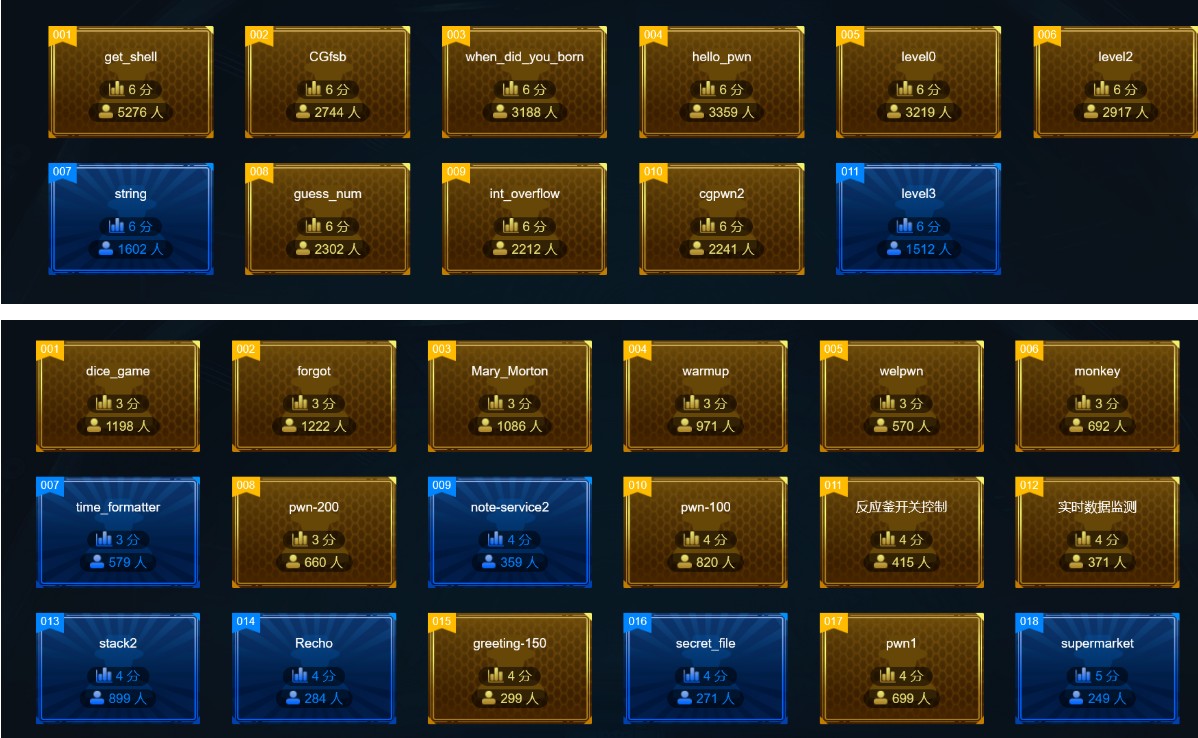 001
get_shell
6 分
5276 人
002
CGfsb
6 分
2744 人
003
when_did_you_born
6 分
3188 人
004
hello_pwn
6 分
3359 人
005
level0
6 分
3219 人
006
level2
6 分
2917 人
007
string
6 分
1602 人
008
guess_num
6 分
2302 人
009
int_overflow
6 分
2212 人
010
cgpwn2
6 分
2241 人
011
level3
6 分
1512 人
001
dice_game
3 分
1198 人
002
forgot
3 分
1222 人
003
Mary_Morton
3 分
1086 人
004
warmup
3 分
971 人
005
welpwn
3 分
570 人
006
monkey
3 分
692 人
007
time_formatter
3 分
579 人
008
pwn-200
3 分
660 人
009
note-service2
4 分
359 人
010
pwn-100
4 分
820 人
011
反应釜开关控制
4 分
415 人
012
实时数据监测
4 分
371 人
013
stack2
4 分
899 人
014
Recho
4 分
284 人
015
greeting-150
4 分
299 人
016
secret_file
4 分
271 人
017
pwn1
4 分
699 人
018
supermarket
5 分
249 人